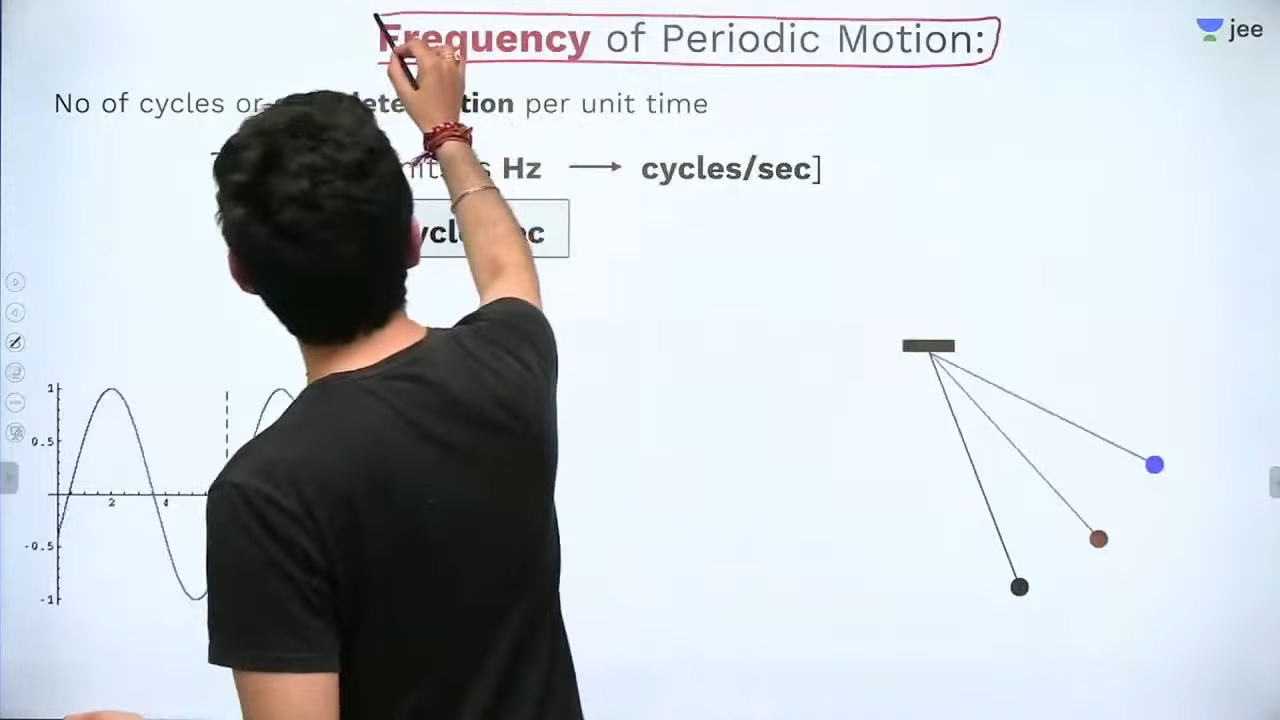 Frequency of Periodic Motion:
jee
No of cycles or per unit time
Hz → cycles/sec]
1
0.5
2
4
-0.5
-1